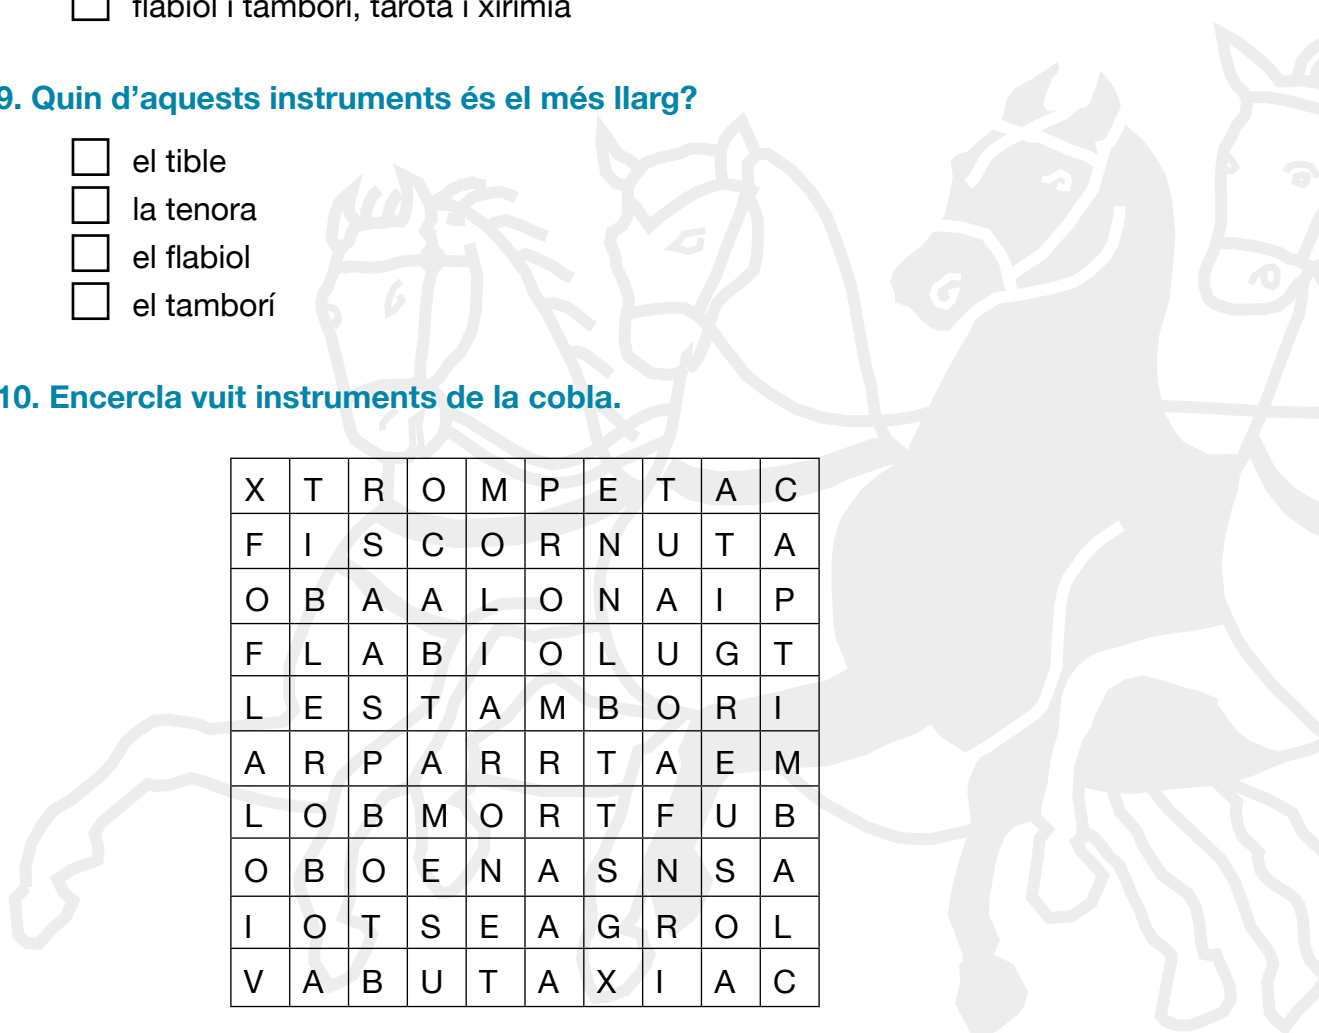 flabiol i tamborí, tarota i xirimia
9. Quin d’aquests instruments és el més llarg?
el tible
la tenora
el flabiol
el tamborí
10. Encercla vuit instruments de la cobla.
X T R O M P E T A C
F I S C O R N U T A
O B A A L O N A I P
F L A B I O L U G T
L E S T A M B O R I
A R P A R R T A E M
L O B M O R T F U B
O B O E N A S N S A
I O T S E A G R O L
V A B U T A X I A C